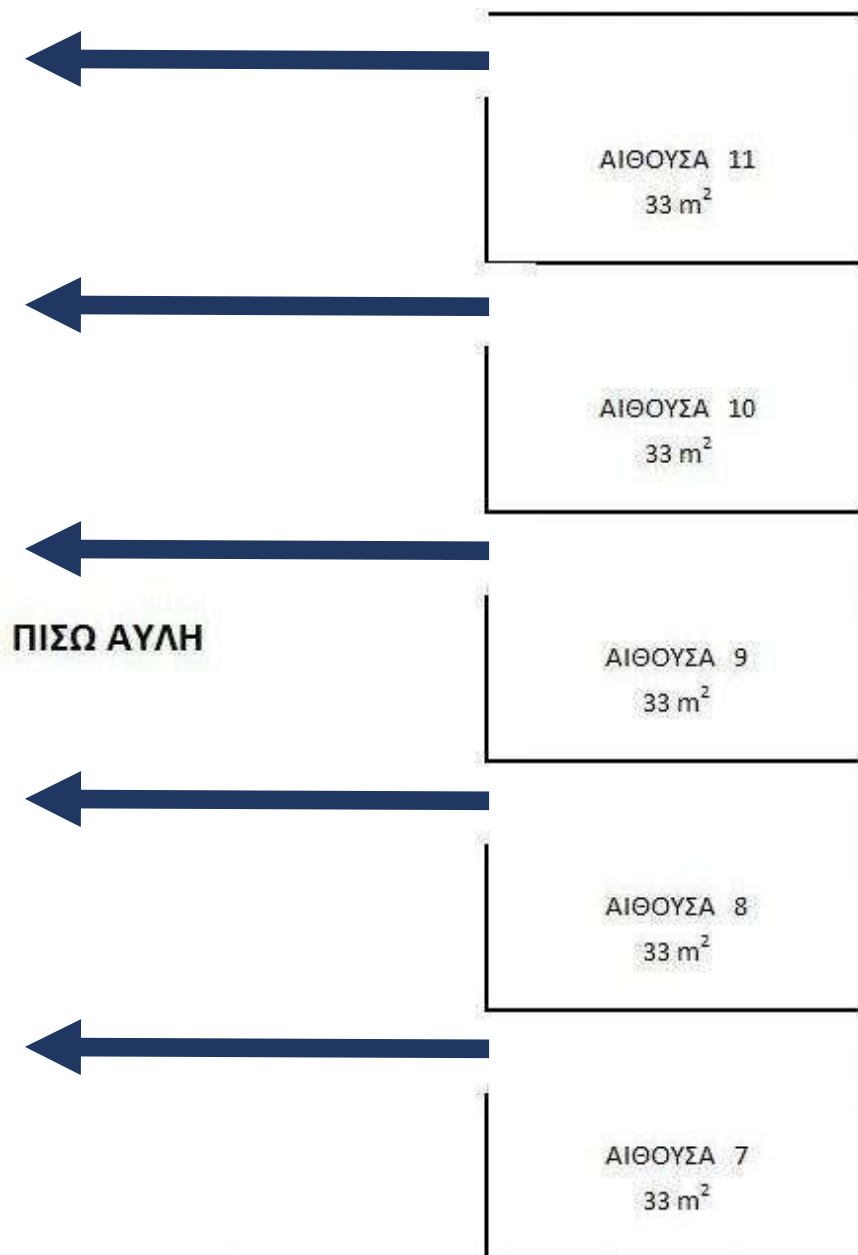 ΑΙΘΟΥΣΑ 11
33 m²
ΑΙΘΟΥΣΑ 10
33 m²
ΠΙΣΩ ΑΥΛΗ
ΑΙΘΟΥΣΑ 9
33 m²
ΑΙΘΟΥΣΑ 8
33 m²
ΑΙΘΟΥΣΑ 7
33 m²